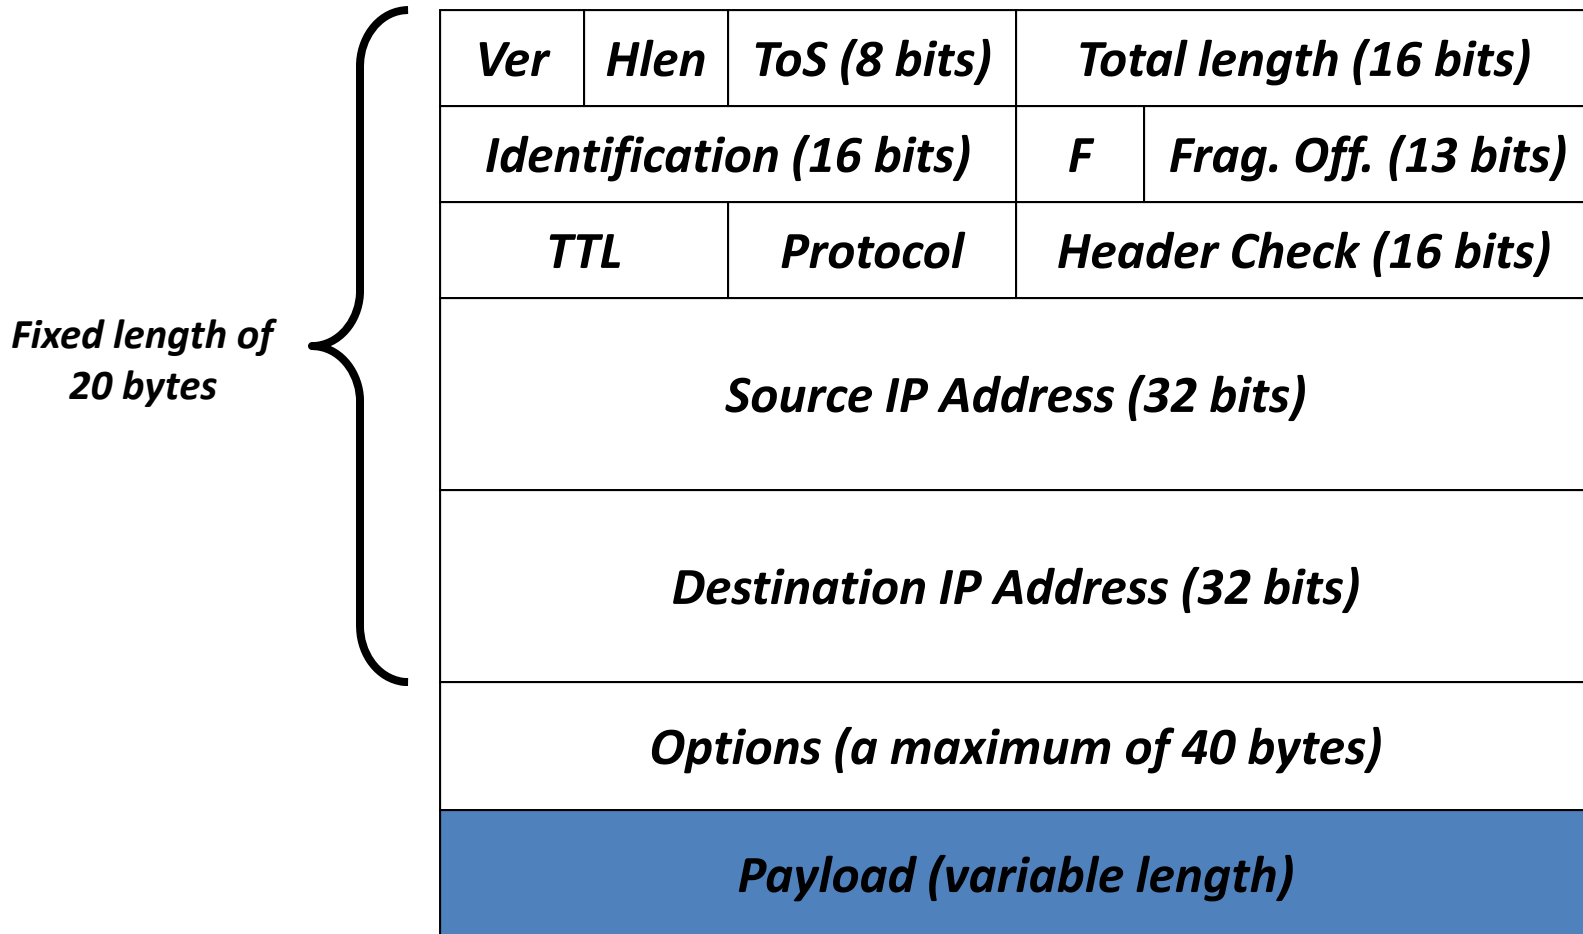 Ver Hlen ToS (8 bits) Total length (16 bits)
Identification (16 bits) F Frag. Off. (13 bits)
TTL Protocol Header Check (16 bits)
Fixed length of
20 bytes
Source IP Address (32 bits)
Destination IP Address (32 bits)
Options (a maximum of 40 bytes)
Payload (variable length)